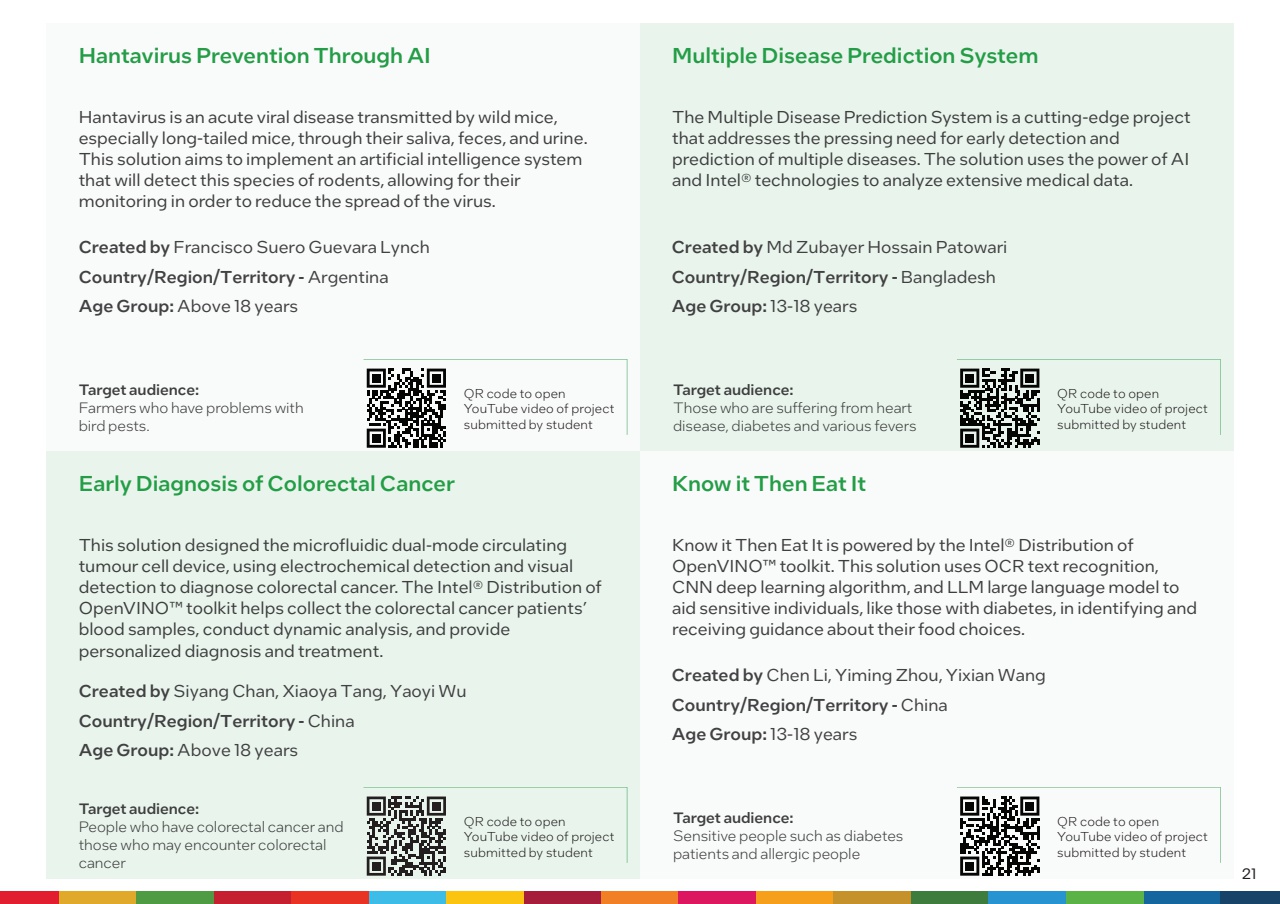 Hantavirus Prevention Through AI
Hantavirus is an acute viral disease transmitted by wild mice,
especially long-tailed mice, through their saliva, feces, and urine.
This solution aims to implement an artificial intelligence system
that will detect this species of rodents, allowing for their
monitoring in order to reduce the spread of the virus.
Created by Francisco Suero Guevara Lynch
Country/Region/Territory - Argentina
Age Group: Above 18 years
Target audience:
Farmers who have problems with
bird pests.
QR code to open
YouTube video of project
submitted by student
Multiple Disease Prediction System
The Multiple Disease Prediction System is a cutting-edge project
that addresses the pressing need for early detection and
prediction of multiple diseases. The solution uses the power of AI
and Intel® technologies to analyze extensive medical data.
Created by Md Zubayer Hossain Patowari
Country/Region/Territory - Bangladesh
Age Group: 13-18 years
Target audience:
Those who are suffering from heart
disease, diabetes and various fevers
QR code to open
YouTube video of project
submitted by student
Early Diagnosis of Colorectal Cancer
This solution designed the microfluidic dual-mode circulating
tumour cell device, using electrochemical detection and visual
detection to diagnose colorectal cancer. The Intel® Distribution of
OpenVINO™ toolkit helps collect the colorectal cancer patients’
blood samples, conduct dynamic analysis, and provide
personalized diagnosis and treatment.
Created by Siyang Chan, Xiaoya Tang, Yaoyi Wu
Country/Region/Territory - China
Age Group: Above 18 years
Target audience:
People who have colorectal cancer and
those who may encounter colorectal
cancer
QR code to open
YouTube video of project
submitted by student
Know it Then Eat It
Know it Then Eat It is powered by the Intel® Distribution of
OpenVINO™ toolkit. This solution uses OCR text recognition,
CNN deep learning algorithm, and LLM large language model to
aid sensitive individuals, like those with diabetes, in identifying and
receiving guidance about their food choices.
Created by Chen Li, Yiming Zhou, Yixian Wang
Country/Region/Territory - China
Age Group: 13-18 years
Target audience:
Sensitive people such as diabetes
patients and allergic people
QR code to open
YouTube video of project
submitted by student
21